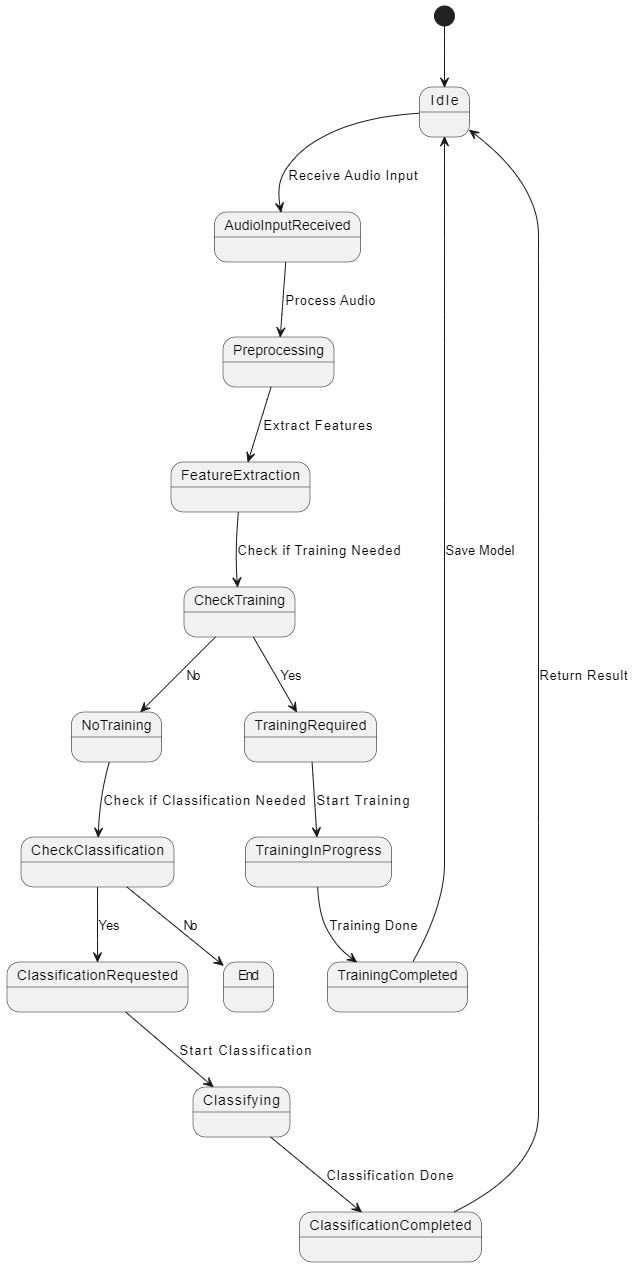 Idle
Receive Audio Input
AudioInputReceived
Process Audio
Preprocessing
Extract Features
FeatureExtraction
Check if Training Needed
Save Model
CheckTraining
No
Yes
Return Result
NoTraining
TrainingRequired
Check if Classification Needed
Start Training
CheckClassification
TrainingInProgress
Yes
No
Training Done
ClassificationRequested
End
TrainingCompleted
Start Classification
Classifying
Classification Done
ClassificationCompleted